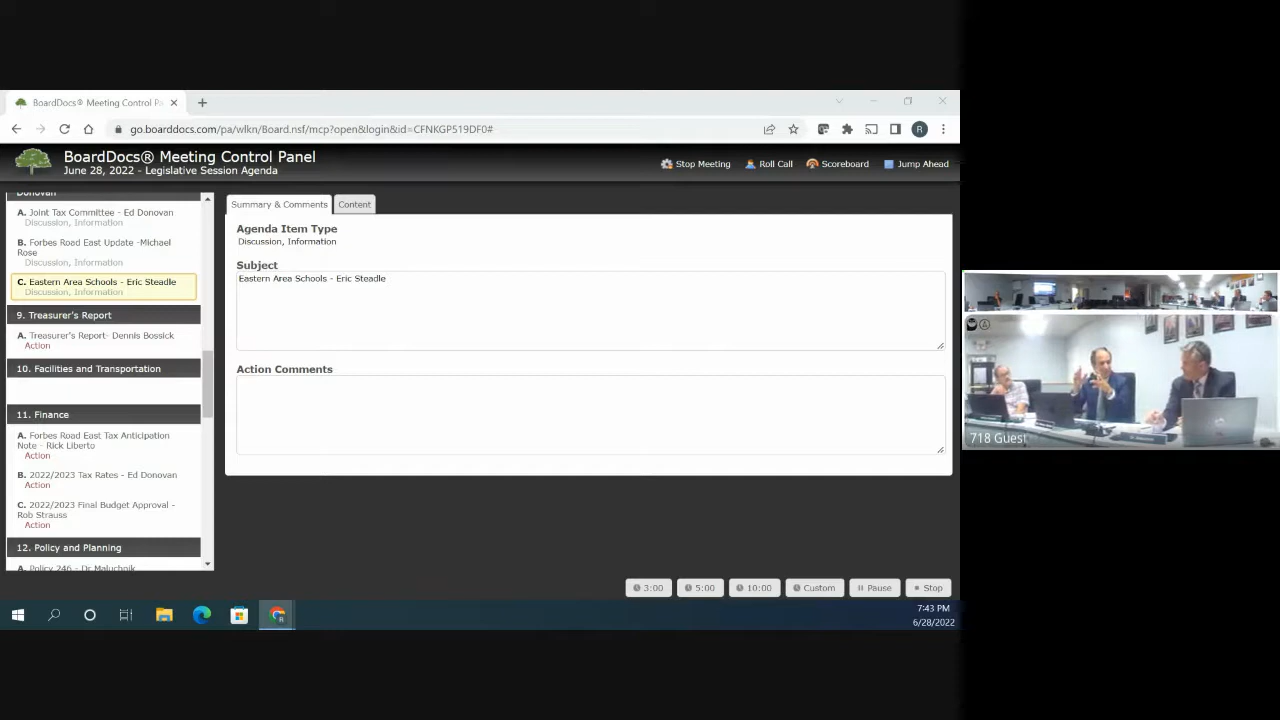 BoardDocs® Meeting Control Pa
go.boarddocs.com/pa/wlkn/Board.nsf/mcp?open&login&id=CFNKGP519DF0#
R
BoardDocs® Meeting Control Panel
June 28, 2022 - Legislative Session Agenda
Stop Meeting
Roll Call
Scoreboard
Jump Ahead
Donovan
A. Joint Tax Committee - Ed Donovan
Discussion, Information
B. Forbes Road East Update -Michael
Rose
Discussion, Information
C. Eastern Area Schools - Eric Steadle
Discussion, Information
9. Treasurer's Report
A. Treasurer's Report- Dennis Bossick
Action
10. Facilities and Transportation
11. Finance
A. Forbes Road East Tax Anticipation
Note - Rick Liberto
Action
B. 2022/2023 Tax Rates - Ed Donovan
Action
C. 2022/2023 Final Budget Approval -
Rob Strauss
Action
12. Policy and Planning
A. Policy 246 - Dr Maluchnik
Summary & Comments
Content
Agenda Item Type
Discussion, Information
Subject
Eastern Area Schools - Eric Steadle
Action Comments
3:00
5:00
10:00
Custom
Pause
Stop
7:43 PM
6/28/2022
718 Guest